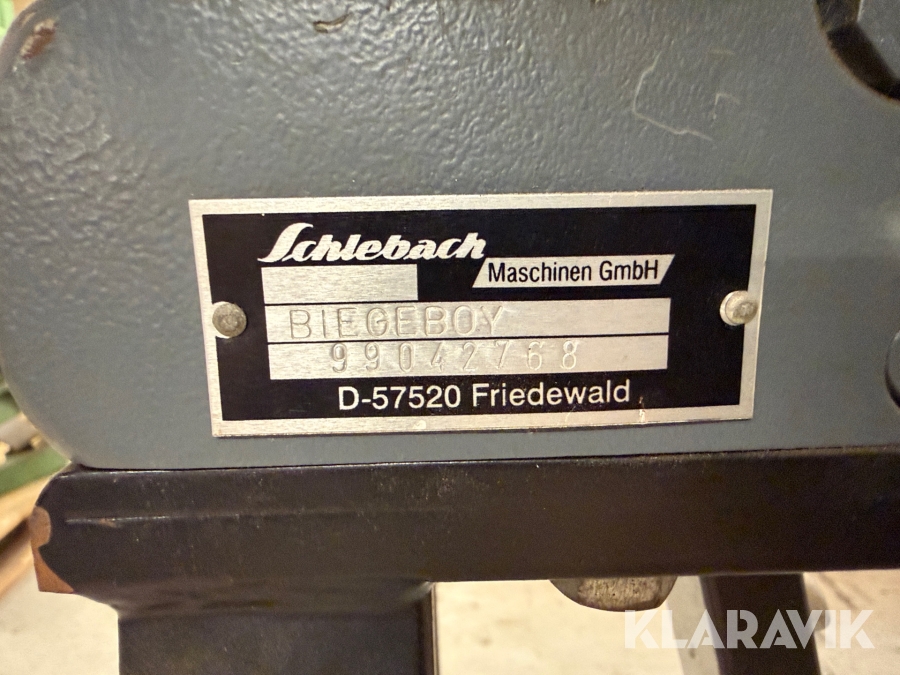 Schlebach
Maschinen GmbH
BIEGEBOY
99042768
D-57520 Friedewald
KLARAVIK